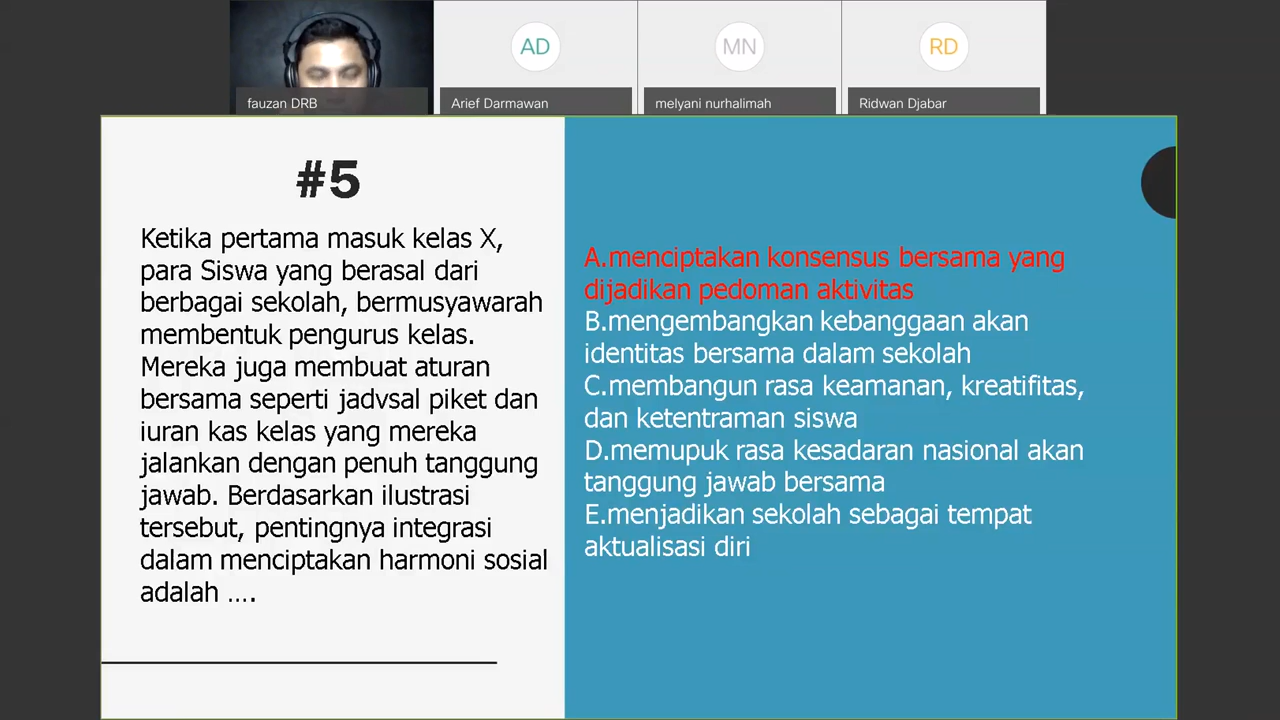 AD
MN
RD
fauzan DRB
Arief Darmawan
melyani nurhalimah
Ridwan Djabar
#5
Ketika pertama masuk kelas X,
para Siswa yang berasal dari
berbagai sekolah, bermusyawarah
membentuk pengurus kelas.
Mereka juga membuat aturan
bersama seperti jadvsal piket dan
iuran kas kelas yang mereka
jalankan dengan penuh tanggung
jawab. Berdasarkan ilustrasi
tersebut, pentingnya integrasi
dalam menciptakan harmoni sosial
adalah ….
A.menciptakan konsensus bersama yang
dijadikan pedoman aktivitas
B.mengembangkan kebanggaan akan
identitas bersama dalam sekolah
C.membangun rasa keamanan, kreatifitas,
dan ketentraman siswa
D.memupuk rasa kesadaran nasional akan
tanggung jawab bersama
E.menjadikan sekolah sebagai tempat
aktualisasi diri